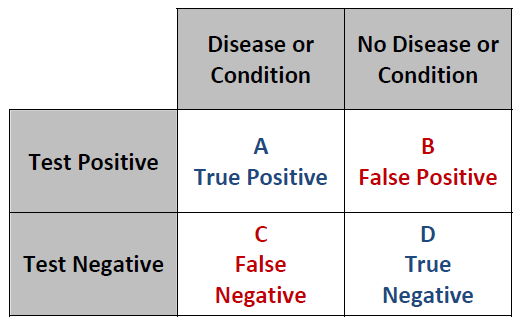 Disease or
Condition
No Disease or
Condition
Test Positive
A
True Positive
B
False Positive
Test Negative
C
False
Negative
D
True
Negative